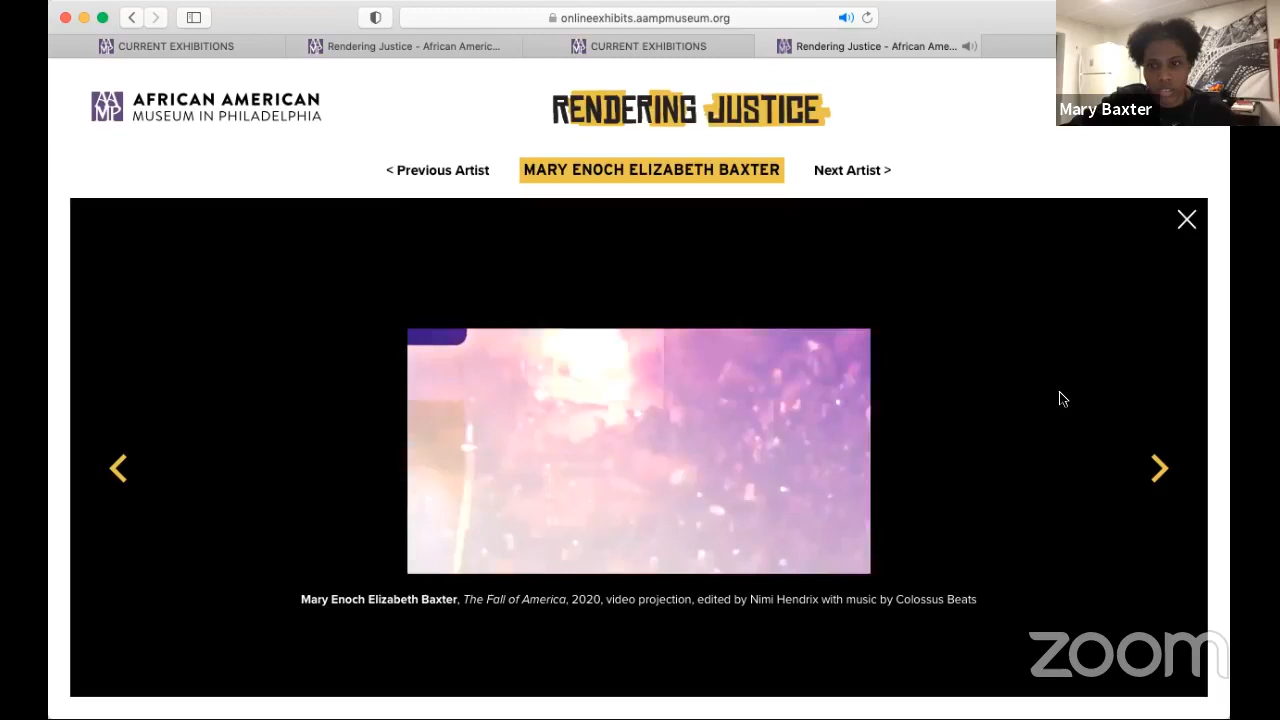 onlineexhibits.aampmuseum.org
CURRENT EXHIBITIONS
Rendering Justice - African Americ...
CURRENT EXHIBITIONS
Rendering Justice - African Ame...
Mary Baxter
AFRICAN AMERICAN
MUSEUM IN PHILADELPHIA
RENDERING JUSTICE
< Previous Artist
MARY ENOCH ELIZABETH BAXTER
Next Artist >
Mary Enoch Elizabeth Baxter, The Fall of America, 2020, video projection, edited by Nimi Hendrix with music by Colossus Beats
zoom